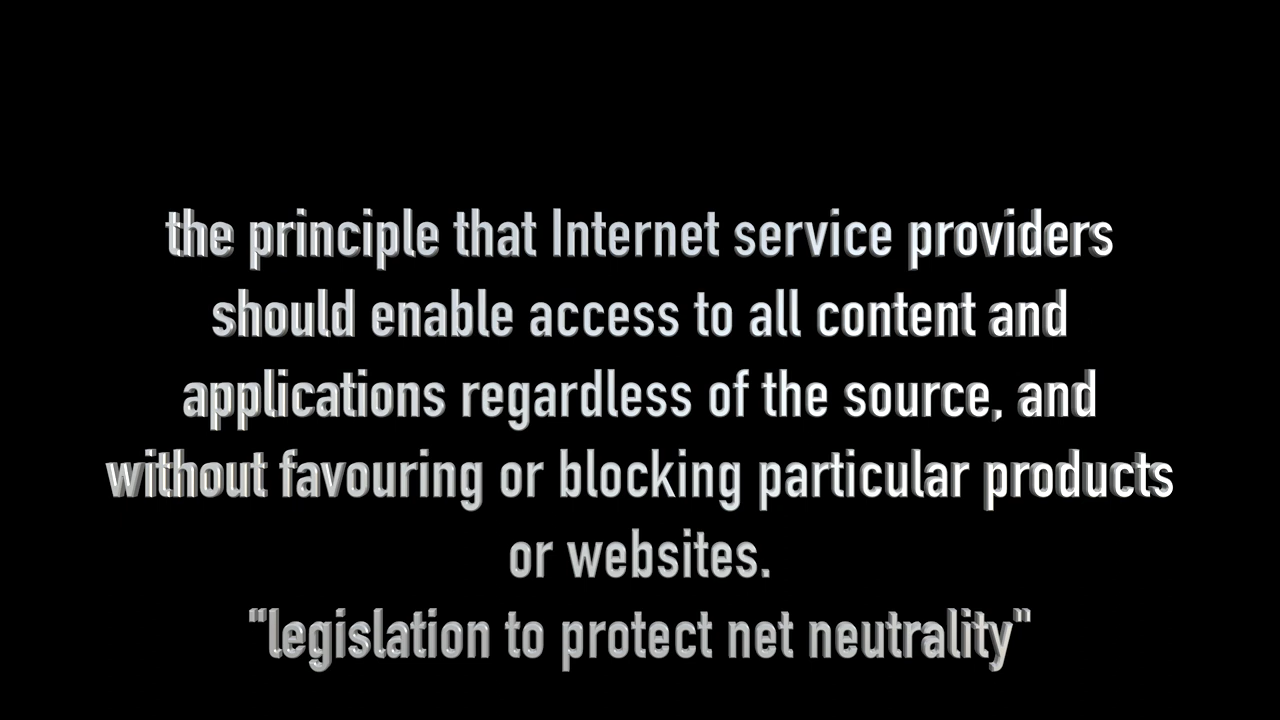 the principle that Internet service providers
should enable access to all content and
applications regardless of the source, and
without favouring or blocking particular products
or websites.
"legislation to protect net neutrality"